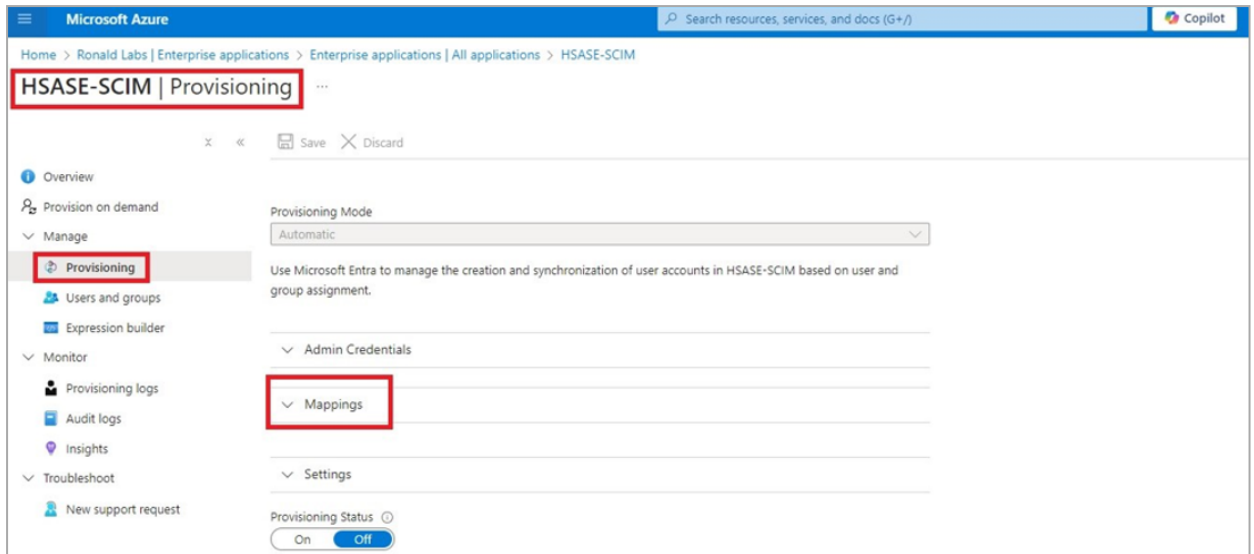 Microsoft Azure
Search resources, services, and docs (G+/)
Copilot
Home > Ronald Labs | Enterprise applications > Enterprise applications | All applications > HSASE-SCIM
HSASE-SCIM | Provisioning ...
Save Discard
Overview
Provision on demand
Manage
Provisioning
Users and groups
Expression builder
Monitor
Provisioning logs
Audit logs
Insights
Troubleshoot
New support request
Provisioning Mode
Automatic
Use Microsoft Entra to manage the creation and synchronization of user accounts in HSASE-SCIM based on user and
group assignment.
Admin Credentials
Mappings
Settings
Provisioning Status
On Off